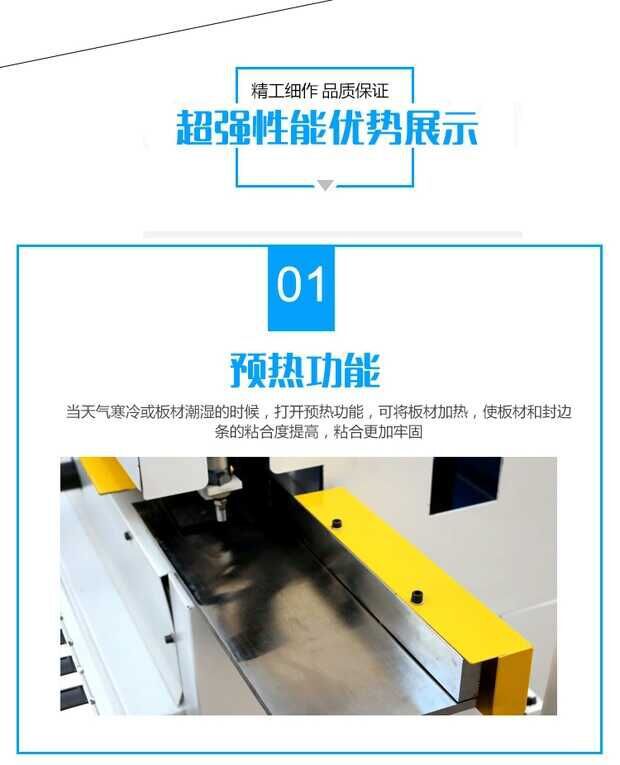 精工细作 品质保证
超强性能优势展示
01
预热功能
当天气寒冷或板材潮湿的时候，打开预热功能，可将板材加热，使板材和封边
条的粘合度提高，粘合更加牢固